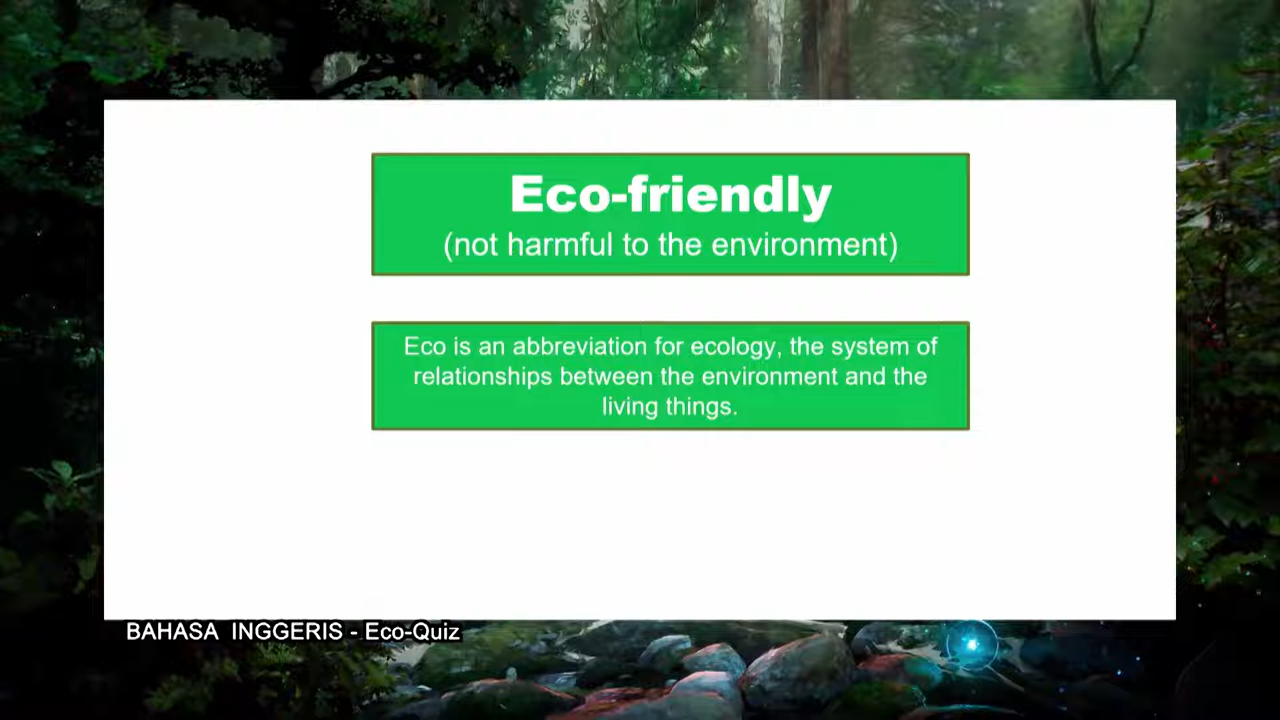 Eco-friendly
(not harmful to the environment)
Eco is an abbreviation for ecology, the system of
relationships between the environment and the
living things.
BAHASA  INGGERIS - Eco-Quiz